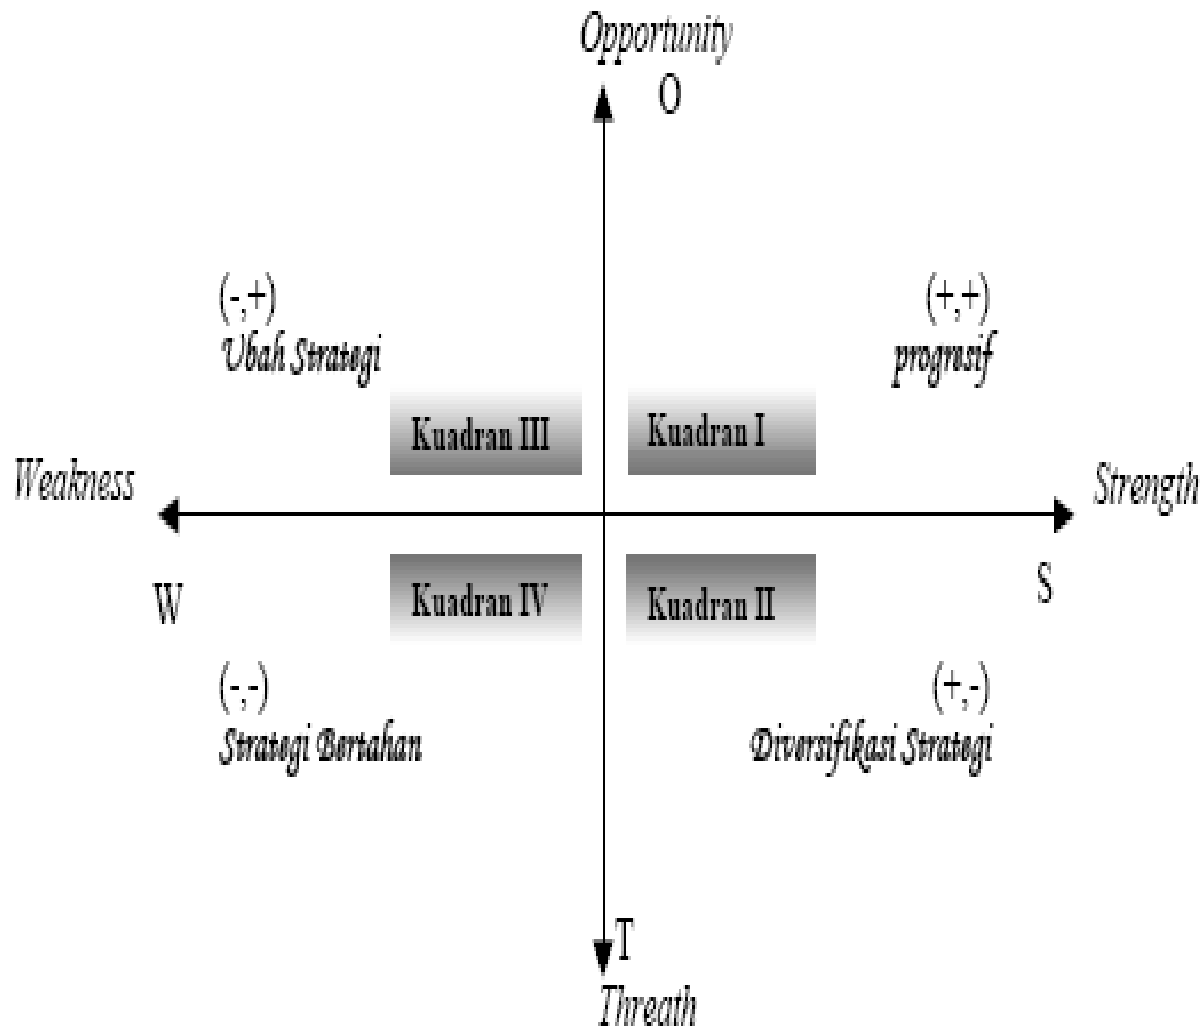 Opportunity
O
(-,+)
Ubah Strategi
(+,+)
progresif
Kuadran III
Kuadran I
Weakness
Strength
W
S
Kuadran IV
Kuadran II
(-,-)
Strategi Bertahan
(+,-)
Diversifikasi Strategi
T
Threath